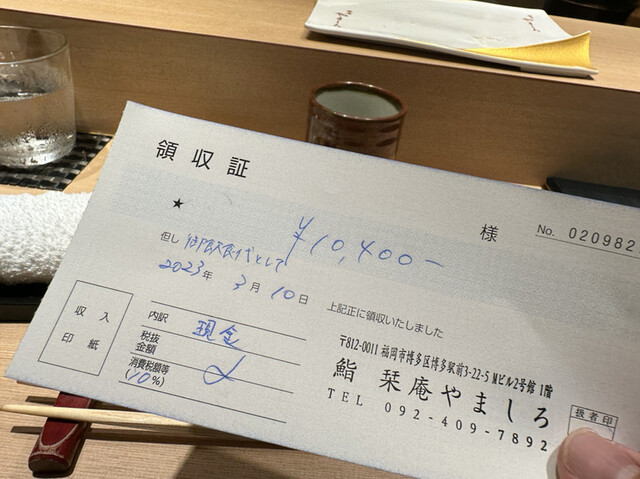 領収証
★ 様 No. 020982
¥10,400-
但し 御飲食代として
2023年 3月 10日 上記正に領収いたしました
収入
印紙
内訳 現金
税抜
金額
消費税額等
(10%)
〒812-0011 福岡市博多区博多駅前3-22-5 Mビル2号館 1階
鮨 栞庵やましろ
TEL 092-409-7892
扱者印